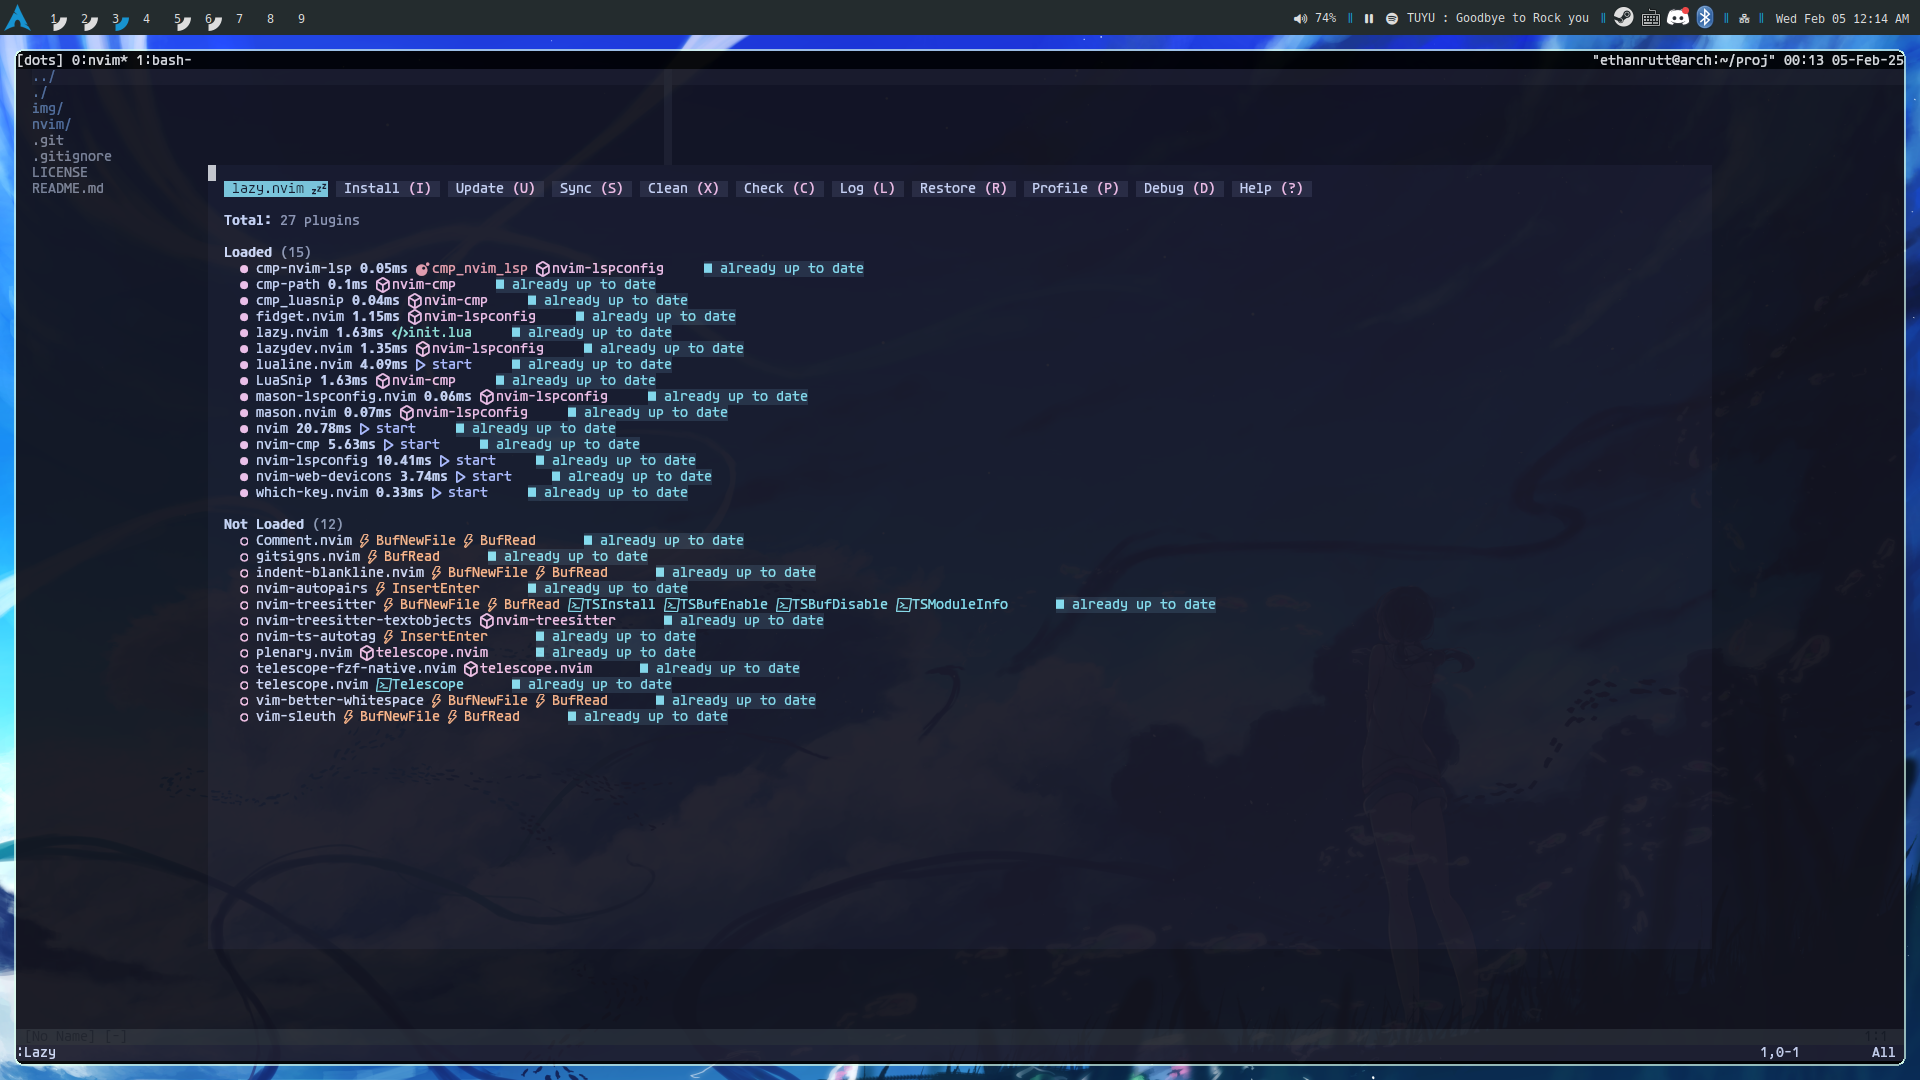 1 2 3 4 5 6 7 8 9 74% TUYU : Goodbye to Rock you Wed Feb 05 12:14 AM
[dots] 0:nvim* 1:bash- "ethanrutt@arch:~/proj" 00:13 05-Feb-25
../
./
img/
nvim/
.git
.gitignore
LICENSE
README.md
lazy.nvim zzz Install (I) Update (U) Sync (S) Clean (X) Check (C) Log (L) Restore (R) Profile (P) Debug (D) Help (?)
Total: 27 plugins
Loaded (15)
● cmp-nvim-lsp 0.05ms cmp_nvim_lsp nvim-lspconfig ■ already up to date
● cmp-path 0.1ms nvim-cmp ■ already up to date
● cmp_luasnip 0.04ms nvim-cmp ■ already up to date
● fidget.nvim 1.15ms nvim-lspconfig ■ already up to date
● lazy.nvim 1.63ms </>init.lua ■ already up to date
● lazydev.nvim 1.35ms nvim-lspconfig ■ already up to date
● lualine.nvim 4.09ms ▷ start ■ already up to date
● LuaSnip 1.63ms nvim-cmp ■ already up to date
● mason-lspconfig.nvim 0.06ms nvim-lspconfig ■ already up to date
● mason.nvim 0.07ms nvim-lspconfig ■ already up to date
● nvim 20.78ms ▷ start ■ already up to date
● nvim-cmp 5.63ms ▷ start ■ already up to date
● nvim-lspconfig 10.41ms ▷ start ■ already up to date
● nvim-web-devicons 3.74ms ▷ start ■ already up to date
● which-key.nvim 0.33ms ▷ start ■ already up to date
Not Loaded (12)
○ Comment.nvim BufNewFile BufRead ■ already up to date
○ gitsigns.nvim BufRead ■ already up to date
○ indent-blankline.nvim BufNewFile BufRead ■ already up to date
○ nvim-autopairs InsertEnter ■ already up to date
○ nvim-treesitter BufNewFile BufRead TSInstall TSBufEnable TSBufDisable TSModuleInfo ■ already up to date
○ nvim-treesitter-textobjects nvim-treesitter ■ already up to date
○ nvim-ts-autotag InsertEnter ■ already up to date
○ plenary.nvim telescope.nvim ■ already up to date
○ telescope-fzf-native.nvim telescope.nvim ■ already up to date
○ telescope.nvim Telescope ■ already up to date
○ vim-better-whitespace BufNewFile BufRead ■ already up to date
○ vim-sleuth BufNewFile BufRead ■ already up to date
[No Name] [-] 1:1
:Lazy 1,0-1 All